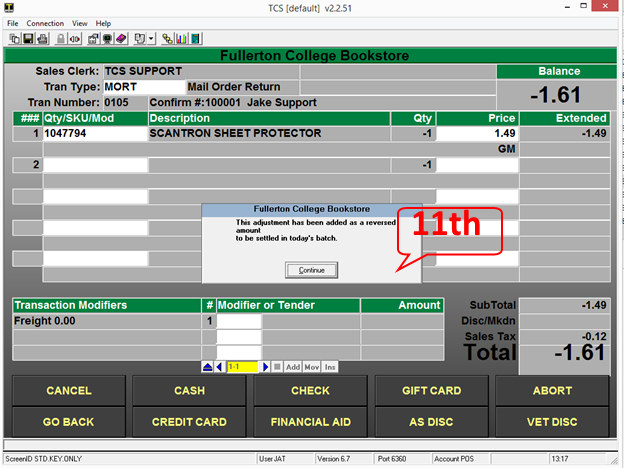 TCS [default] v2.2.51
File Connection View Help
Fullerton College Bookstore
Sales Clerk: TCS SUPPORT
Balance
Tran Type: MORT Mail Order Return
-1.61
Tran Number: 0105 Confirm #:100001 Jake Support
### Qty/SKU/Mod Description Qty Price Extended
1 1047794 SCANTRON SHEET PROTECTOR -1 1.49 -1.49
GM
2 -1
Fullerton College Bookstore
This adjustment has been added as a reversed
amount
to be settled in today's batch.
Continue
11th
Transaction Modifiers # Modifier or Tender Amount
Freight 0.00 1
SubTotal -1.49
Disc/Mkdn
Sales Tax -0.12
Total -1.61
1-1 Add Mov Ins
CANCEL CASH CHECK GIFT CARD ABORT
GO BACK CREDIT CARD FINANCIAL AID AS DISC VET DISC
ScreenID STD.KEY.ONLY User JAT Version 6.7 Port 6360 Account POS 13:17